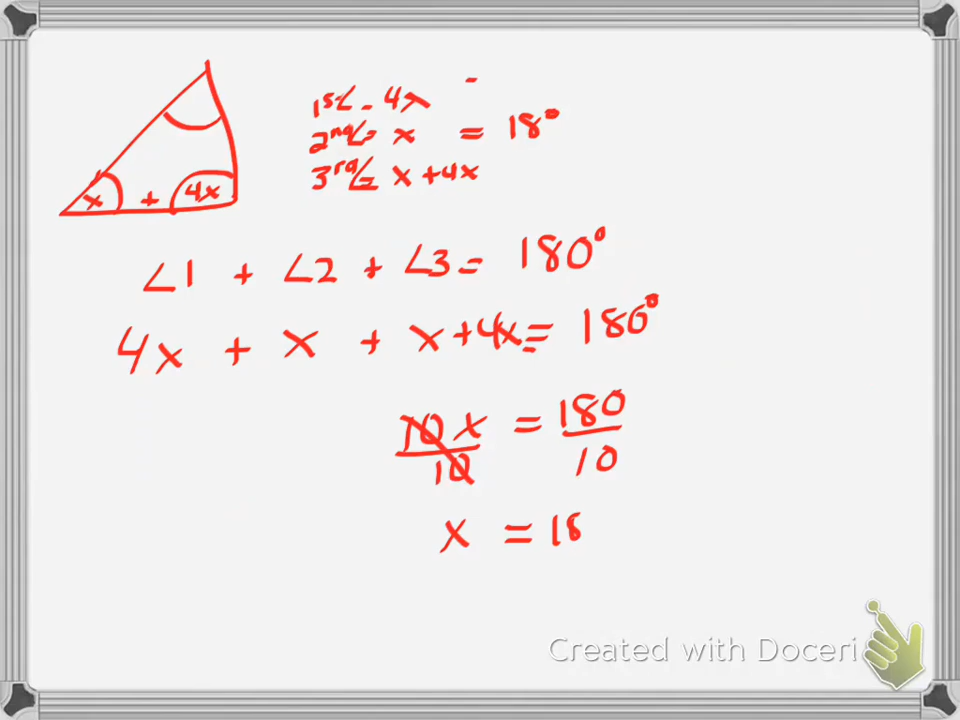 1st∠ = 4x =
2nd∠ = x = 18°
3rd∠ = x + 4x
x + 4x
∠1 + ∠2 + ∠3 = 180°
4x + x + x + 4x = 180°
10x = 180
10 10
x = 18
Created with Doceri